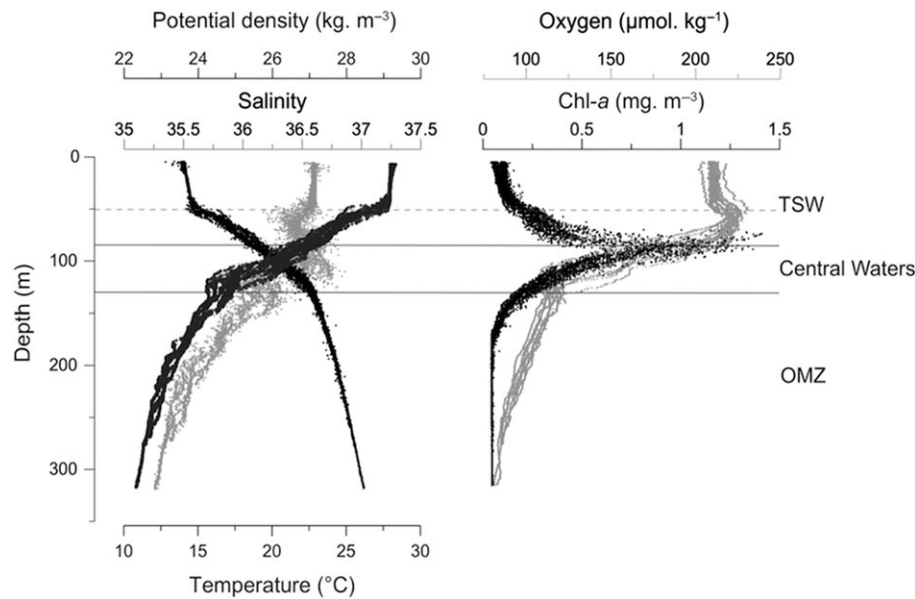 Potential density (kg. m⁻³)
22 24 26 28 30
Salinity
35 35.5 36 36.5 37 37.5
Oxygen (µmol. kg⁻¹)
100 150 200 250
Chl-a (mg. m⁻³)
0 0.5 1 1.5
0
100
200
300
Depth (m)
TSW
Central Waters
OMZ
10 15 20 25 30
Temperature (°C)